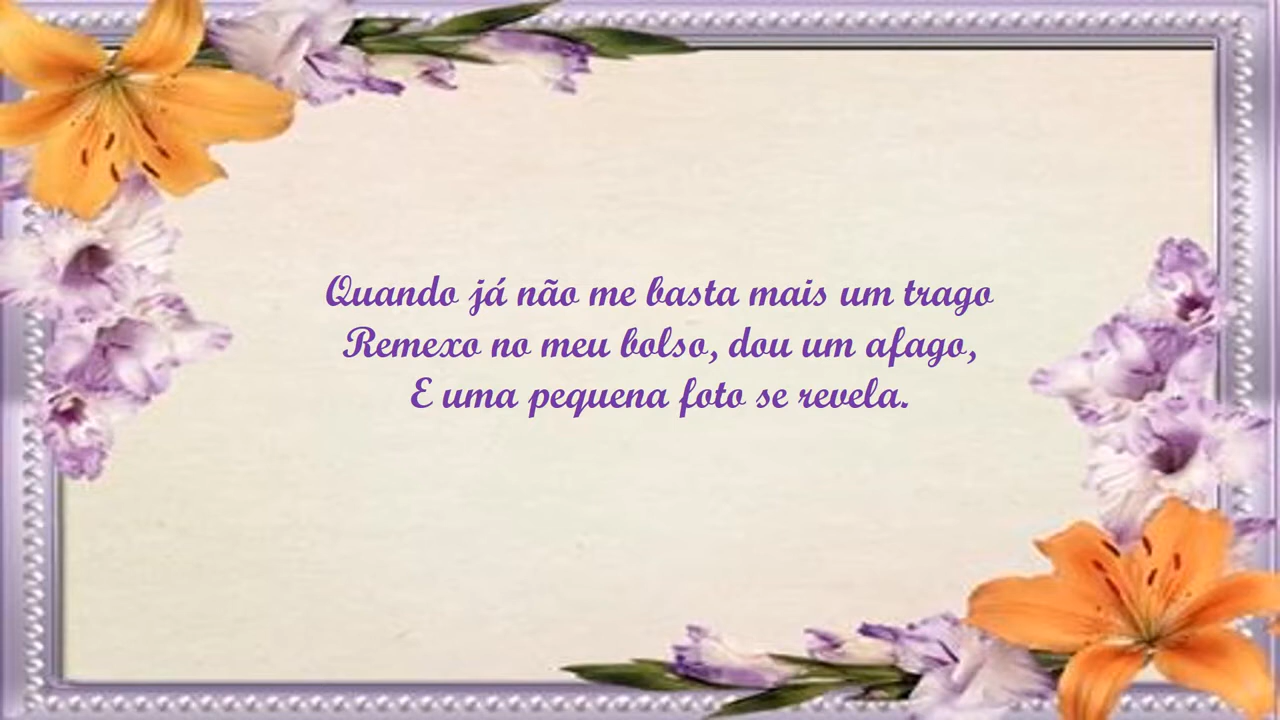 Quando já não me basta mais um trago
Remexo no meu bolso, dou um afago,
E uma pequena foto se revela.